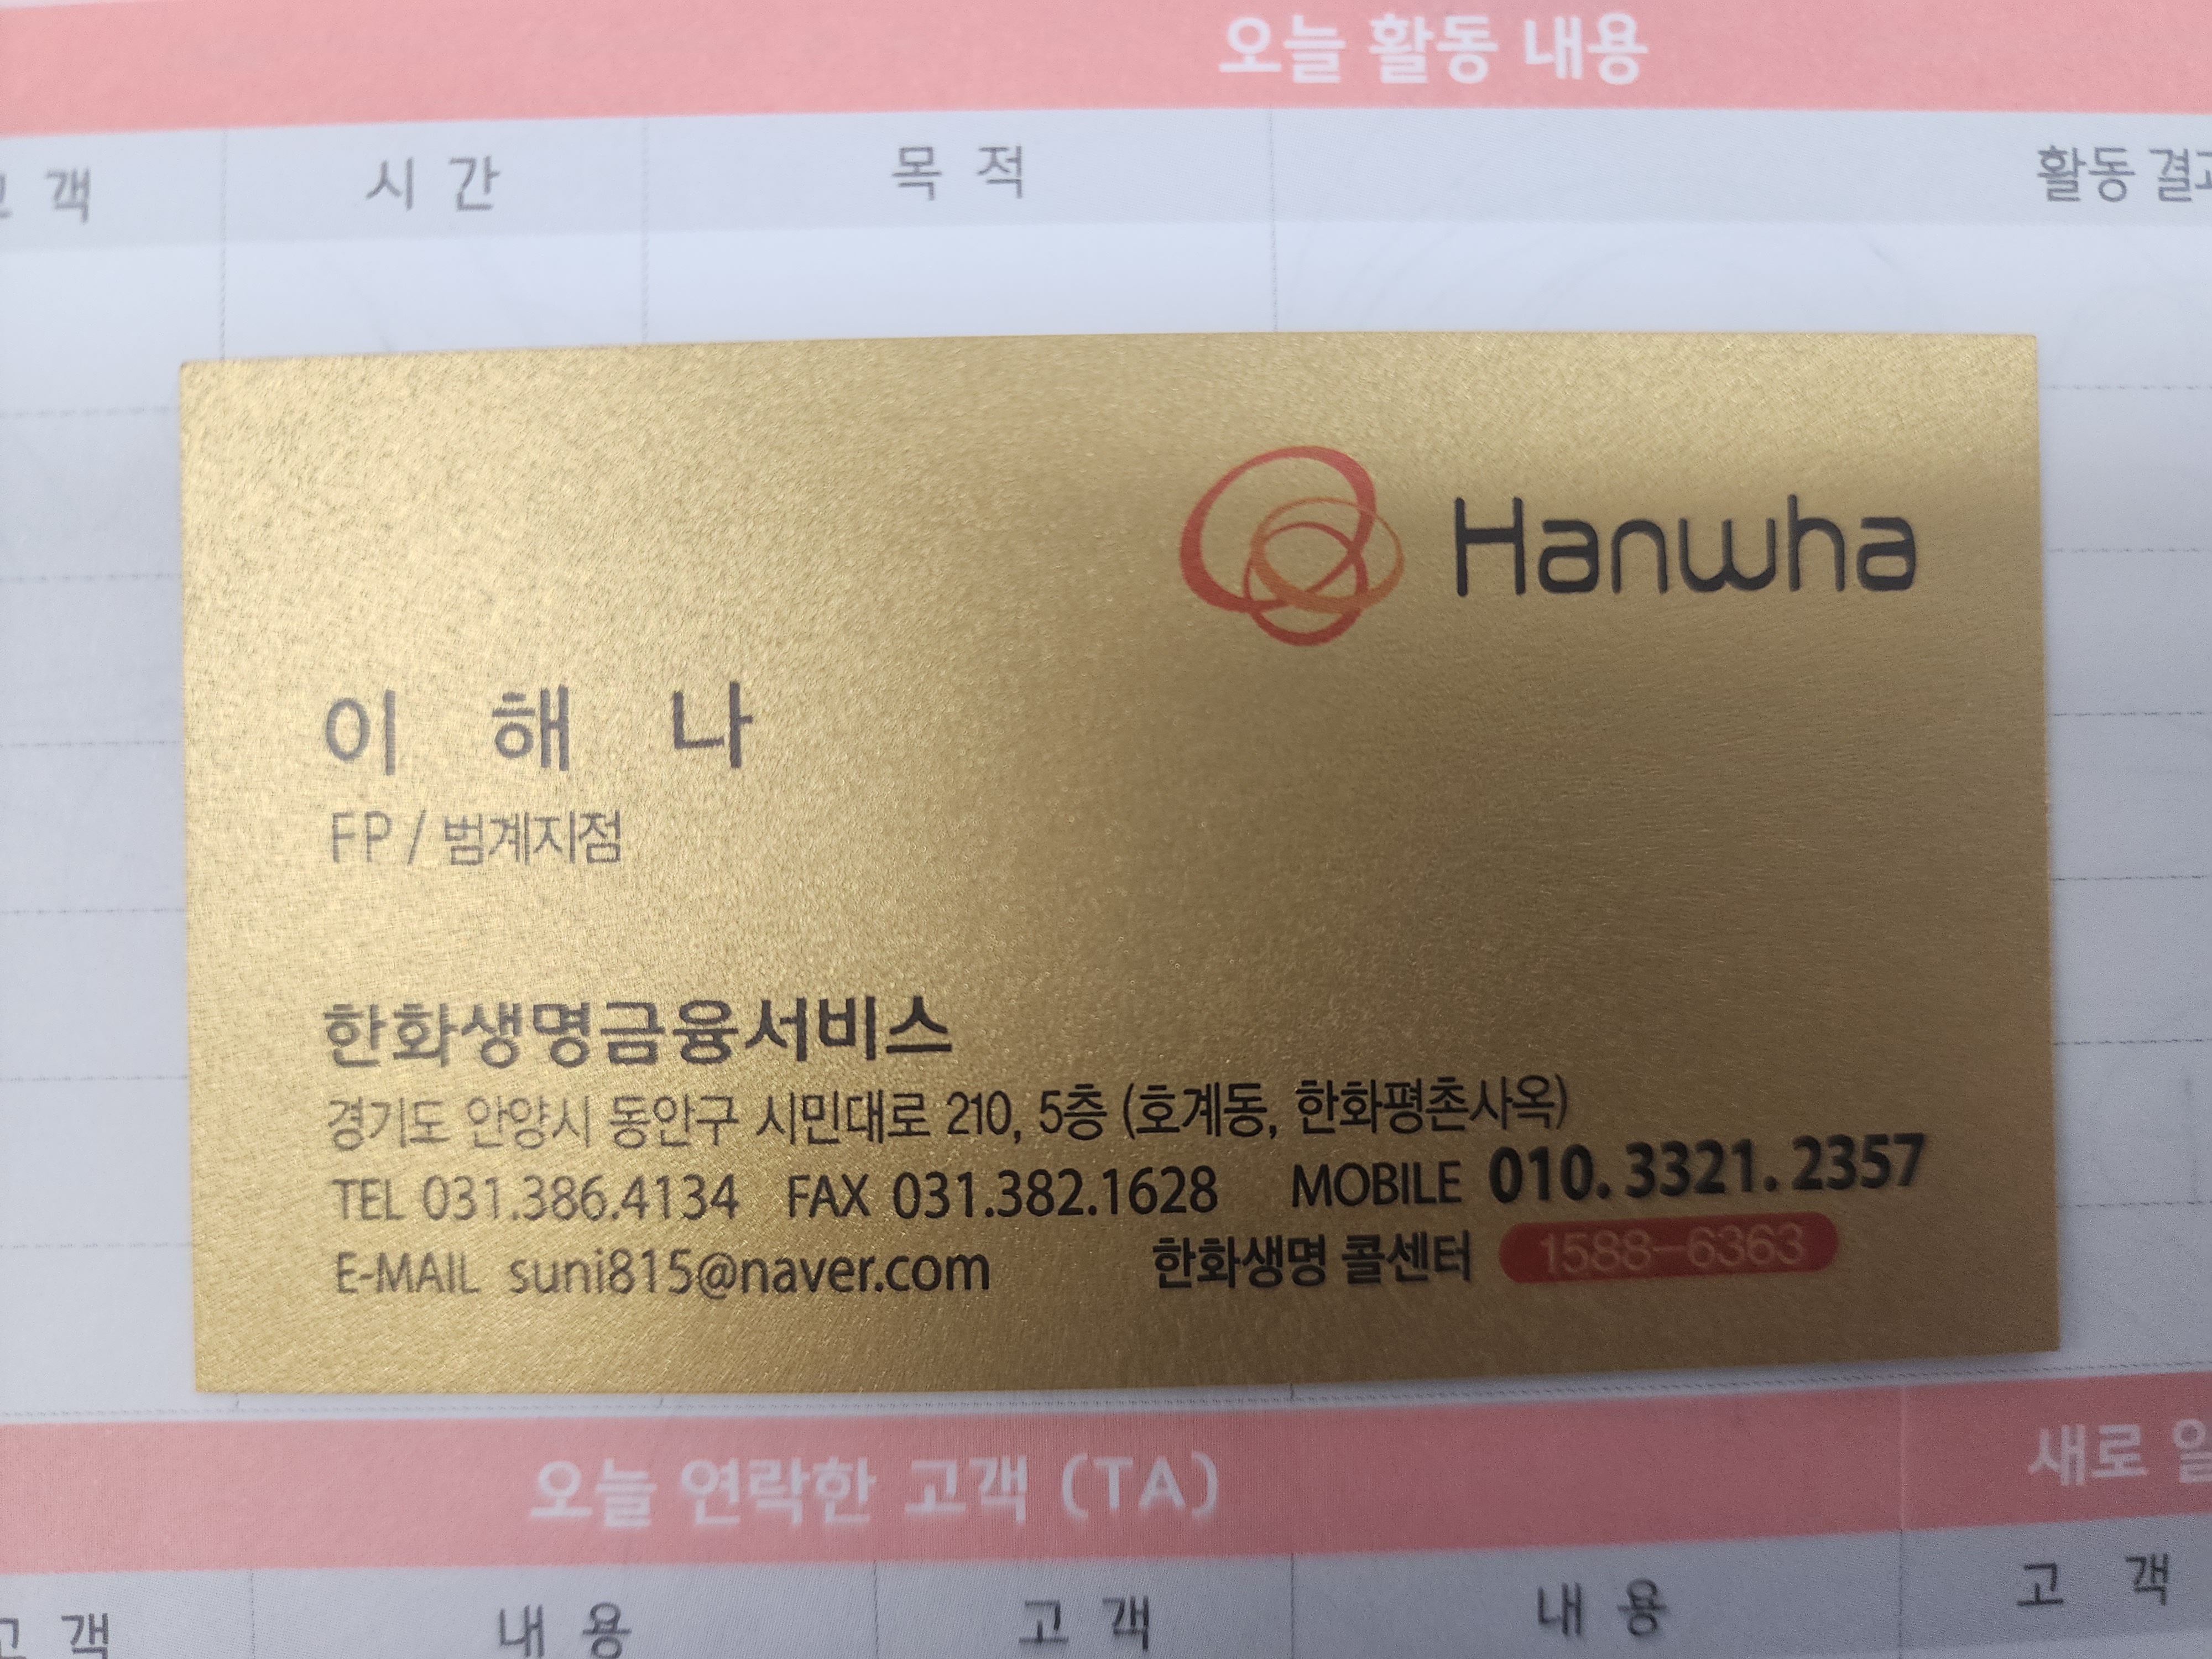 오늘 활동 내용
고 객 시 간 목 적 활동 결과
Hanwha
이 해 나
FP / 범계지점
한화생명금융서비스
경기도 안양시 동안구 시민대로 210, 5층 (호계동, 한화평촌사옥)
TEL 031.386.4134 FAX 031.382.1628 MOBILE 010. 3321. 2357
E-MAIL suni815@naver.com 한화생명 콜센터 1588-6363
오늘 연락한 고객 (TA) 새로
고 객 내 용 고 객 내 용 고 객